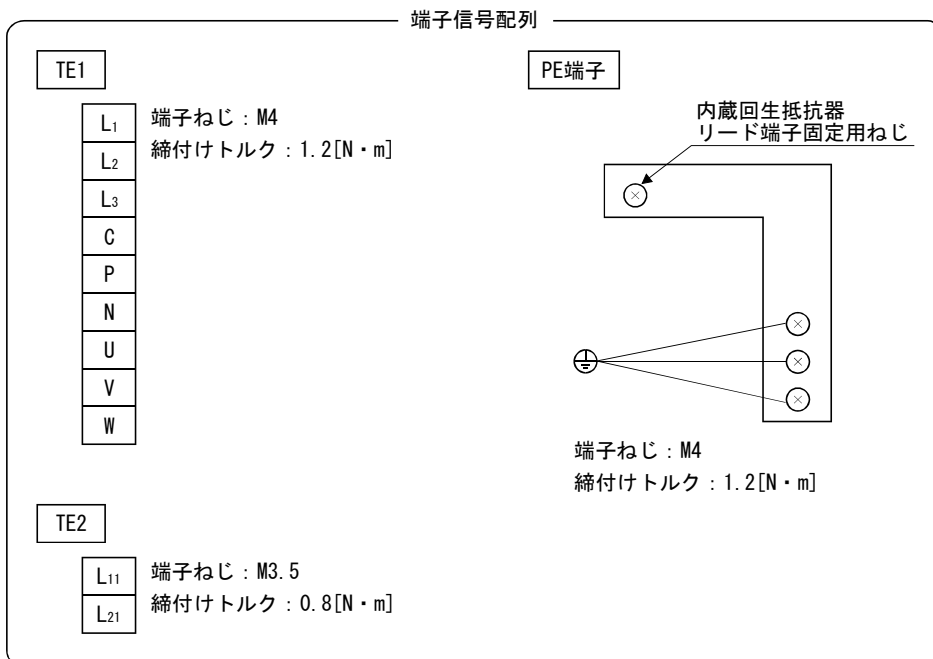 端子信号配列
TE1
L1
L2
L3
C
P
N
U
V
W
端子ねじ：M4
締付けトルク：1.2[N・m]
PE端子
内蔵回生抵抗器
リード端子固定用ねじ
端子ねじ：M4
締付けトルク：1.2[N・m]
TE2
L11
L21
端子ねじ：M3.5
締付けトルク：0.8[N・m]